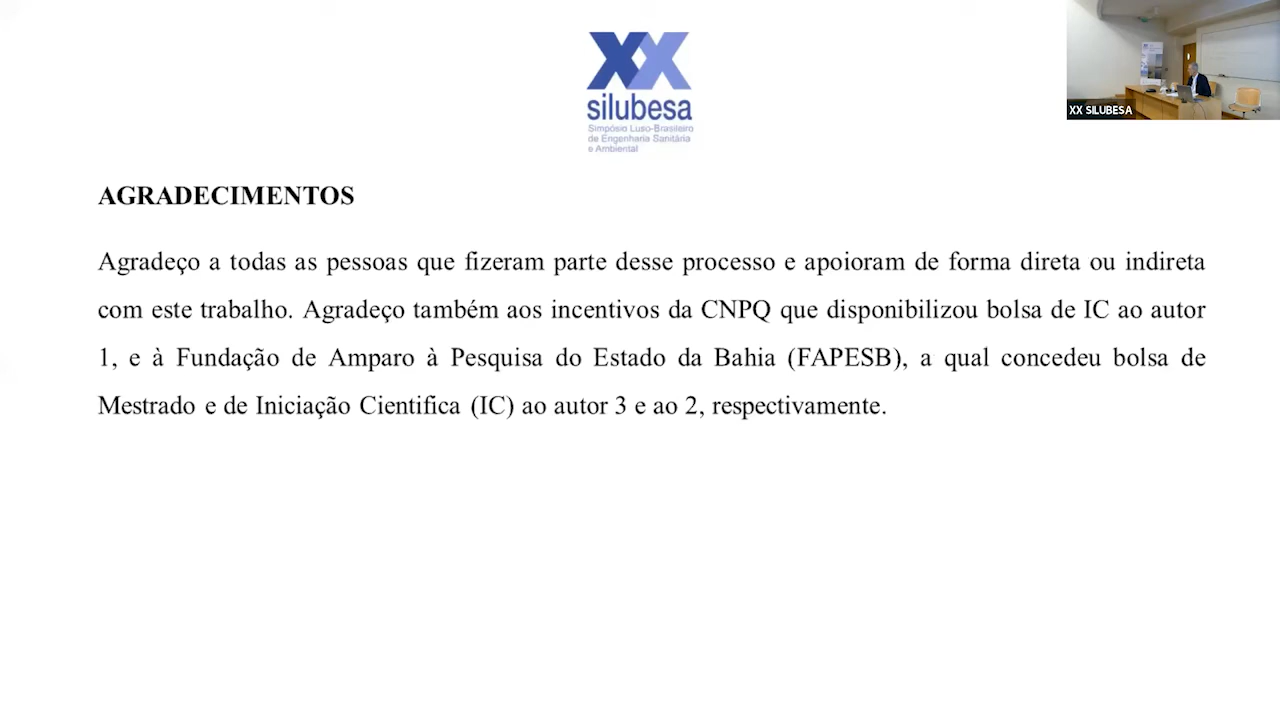 XX
silubesa
Simpósio Luso-Brasileiro
de Engenharia Sanitária
e Ambiental
XX SILUBESA
AGRADECIMENTOS
Agradeço a todas as pessoas que fizeram parte desse processo e apoioram de forma direta ou indireta
com este trabalho. Agradeço também aos incentivos da CNPQ que disponibilizou bolsa de IC ao autor
1, e à Fundação de Amparo à Pesquisa do Estado da Bahia (FAPESB), a qual concedeu bolsa de
Mestrado e de Iniciação Cientifica (IC) ao autor 3 e ao 2, respectivamente.